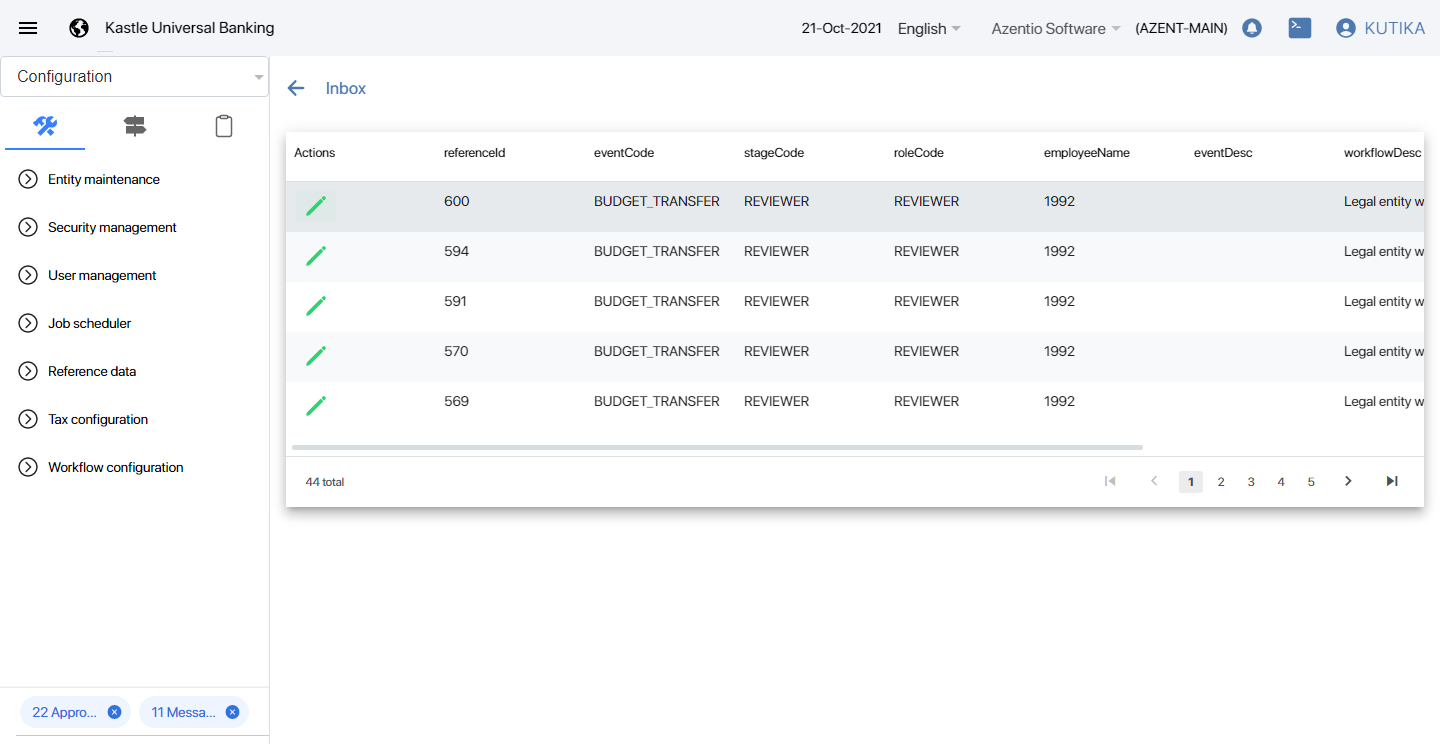 Kastle Universal Banking
21-Oct-2021
English
Azentio Software
(AZENT-MAIN)
KUTIKA
Configuration
Entity maintenance
Security management
User management
Job scheduler
Reference data
Tax configuration
Workflow configuration
22 Appro...
11 Messa...
Inbox
Actions referenceId eventCode stageCode roleCode employeeName eventDesc workflowDesc
600 BUDGET_TRANSFER REVIEWER REVIEWER 1992 Legal entity w
594 BUDGET_TRANSFER REVIEWER REVIEWER 1992 Legal entity w
591 BUDGET_TRANSFER REVIEWER REVIEWER 1992 Legal entity w
570 BUDGET_TRANSFER REVIEWER REVIEWER 1992 Legal entity w
569 BUDGET_TRANSFER REVIEWER REVIEWER 1992 Legal entity w
44 total
1 2 3 4 5